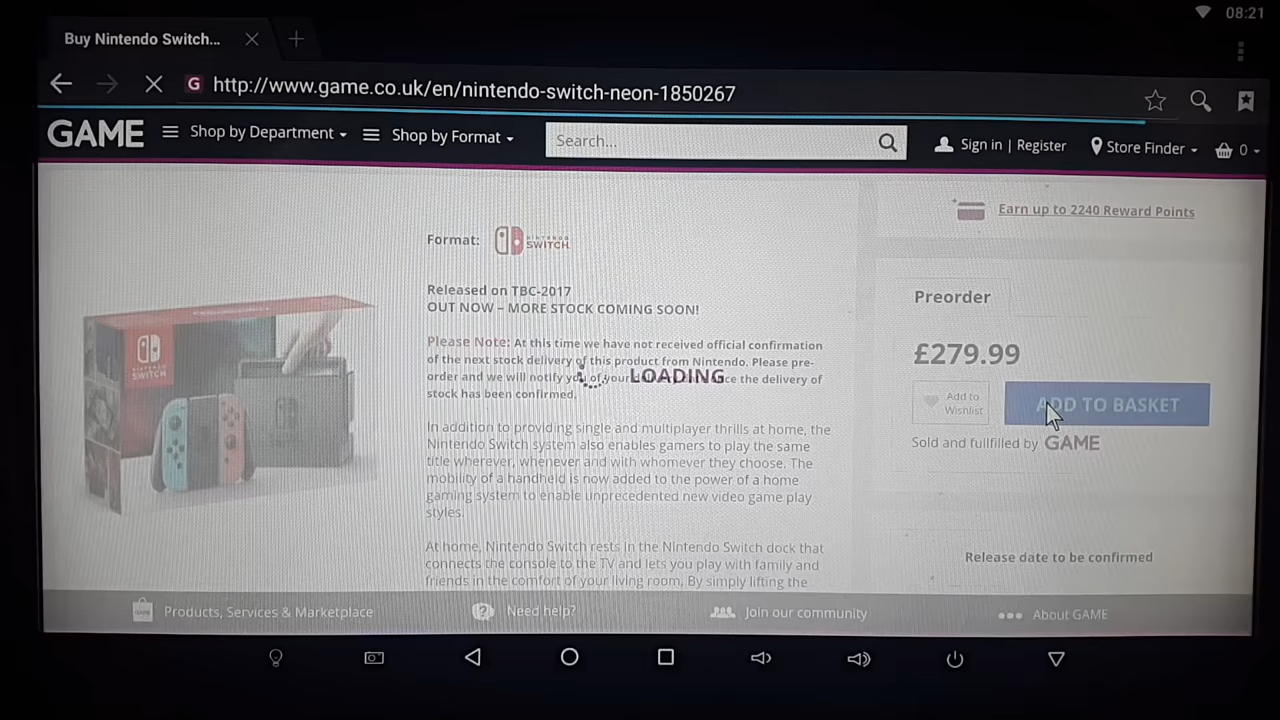 08:21
Buy Nintendo Switch...
http://www.game.co.uk/en/nintendo-switch-neon-1850267
GAME
Shop by Department
Shop by Format
Search...
Sign in | Register
Store Finder
0
Earn up to 2240 Reward Points
Format:
NINTENDO
SWITCH
Released on TBC-2017
OUT NOW – MORE STOCK COMING SOON!
Please Note: At this time we have not received official confirmation
of the next stock delivery of this product from Nintendo. Please pre-
order and we will notify you of your the delivery of
stock has been confirmed.
LOADING
In addition to providing single and multiplayer thrills at home, the
Nintendo Switch system also enables gamers to play the same
title wherever, whenever and with whomever they choose. The
mobility of a handheld is now added to the power of a home
gaming system to enable unprecedented new video game play
styles.
At home, Nintendo Switch rests in the Nintendo Switch dock that
connects the console to the TV and lets you play with family and
friends in the comfort of your living room. By simply lifting the
Preorder
£279.99
Add to
Wishlist
ADD TO BASKET
Sold and fullfilled by GAME
Release date to be confirmed
Products, Services & Marketplace
Need help?
Join our community
About GAME